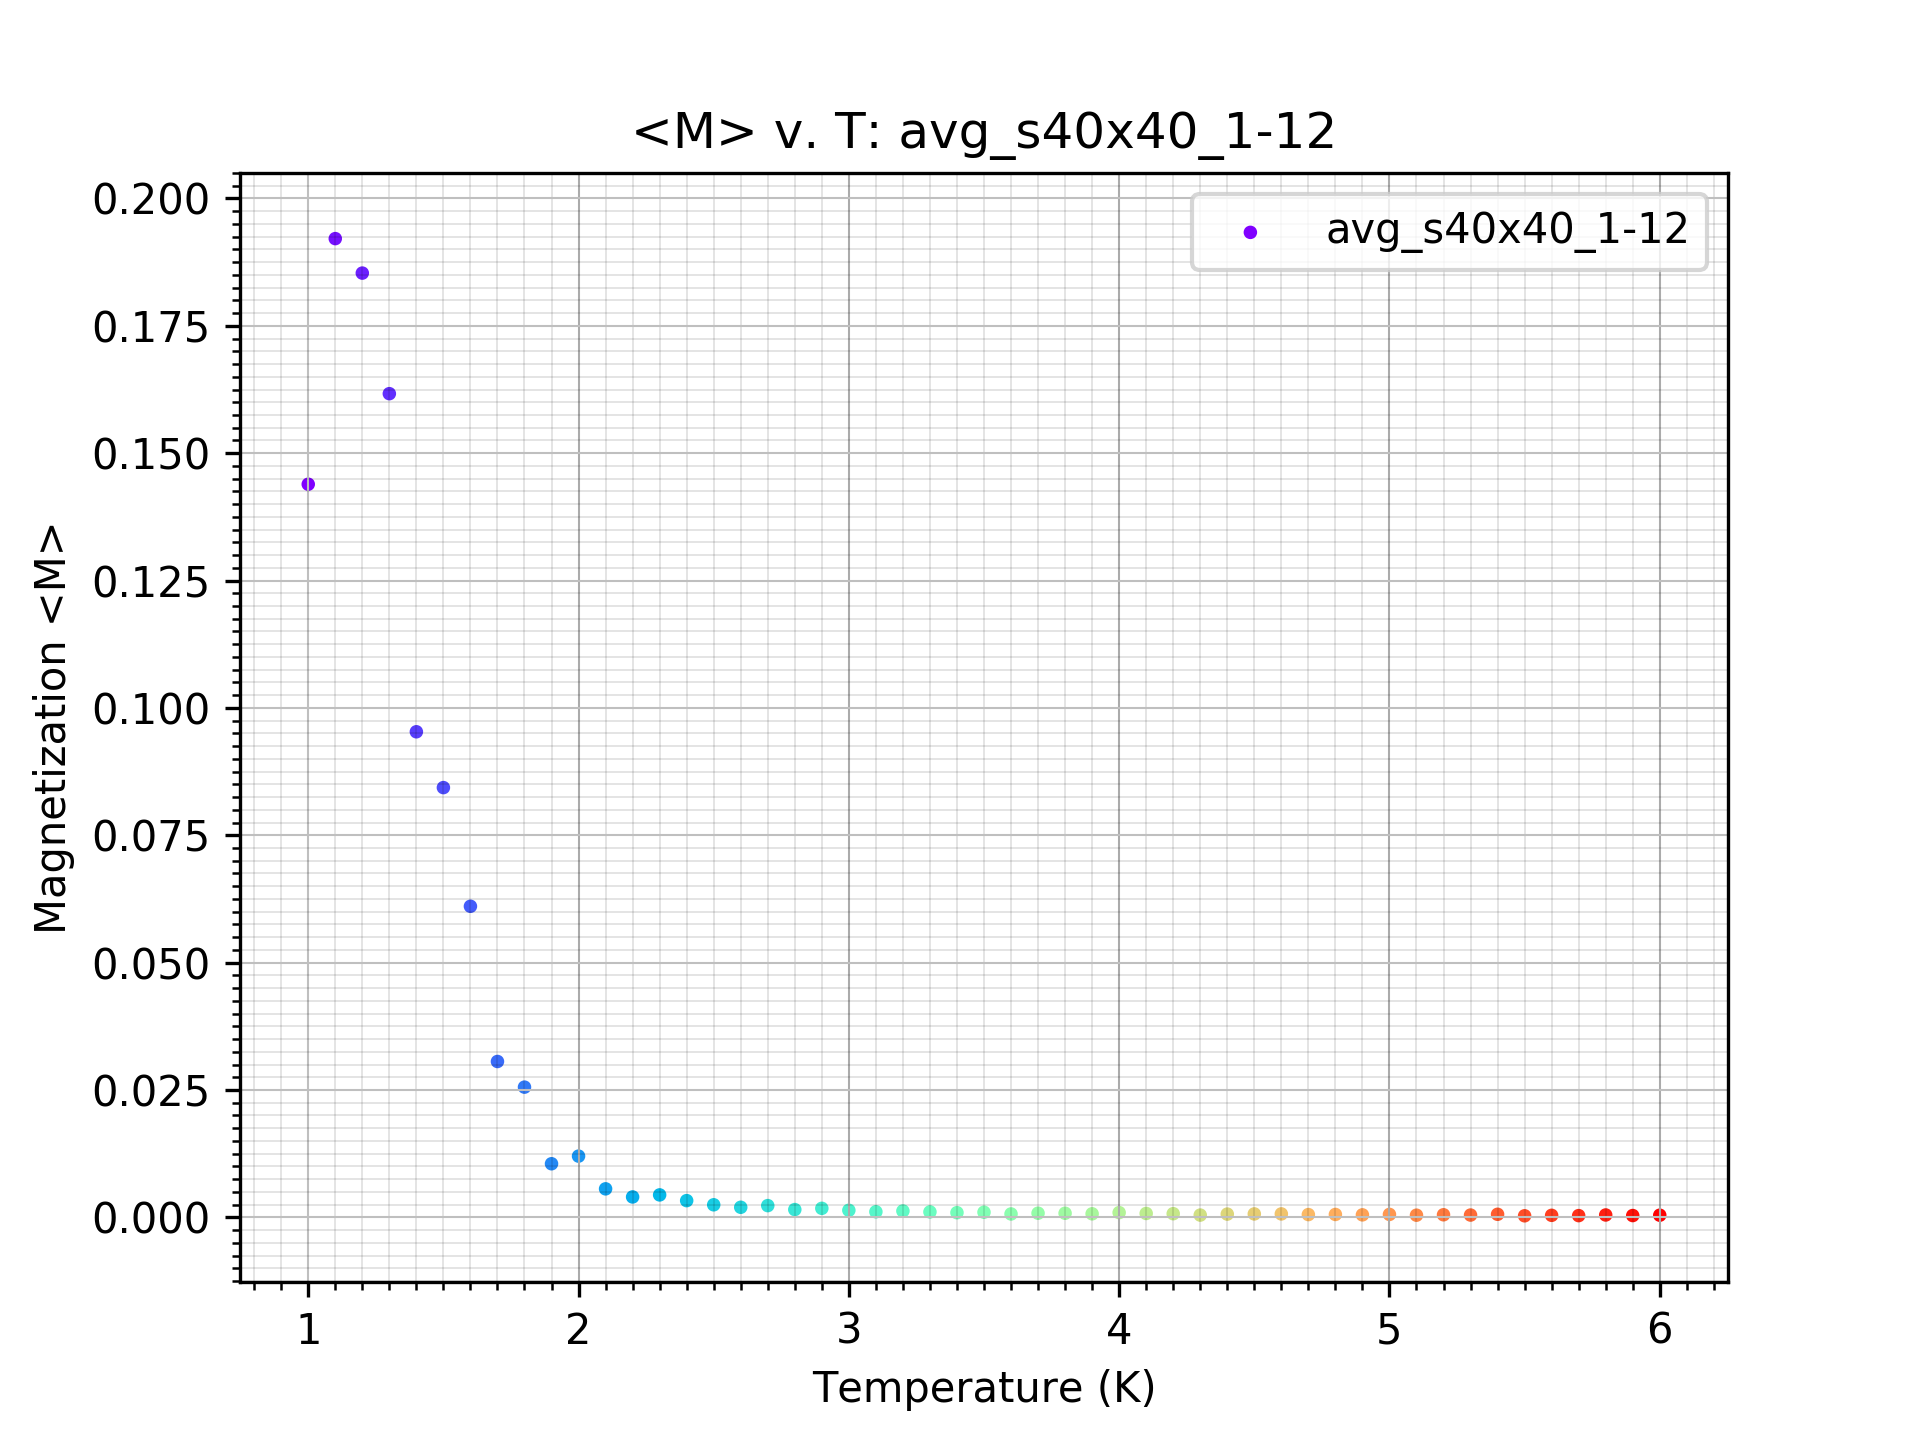 <M> v. T: avg_s40x40_1-12
avg_s40x40_1-12
0.200
0.175
0.150
0.125
0.100
0.075
0.050
0.025
0.000
Magnetization <M>
1 2 3 4 5 6
Temperature (K)